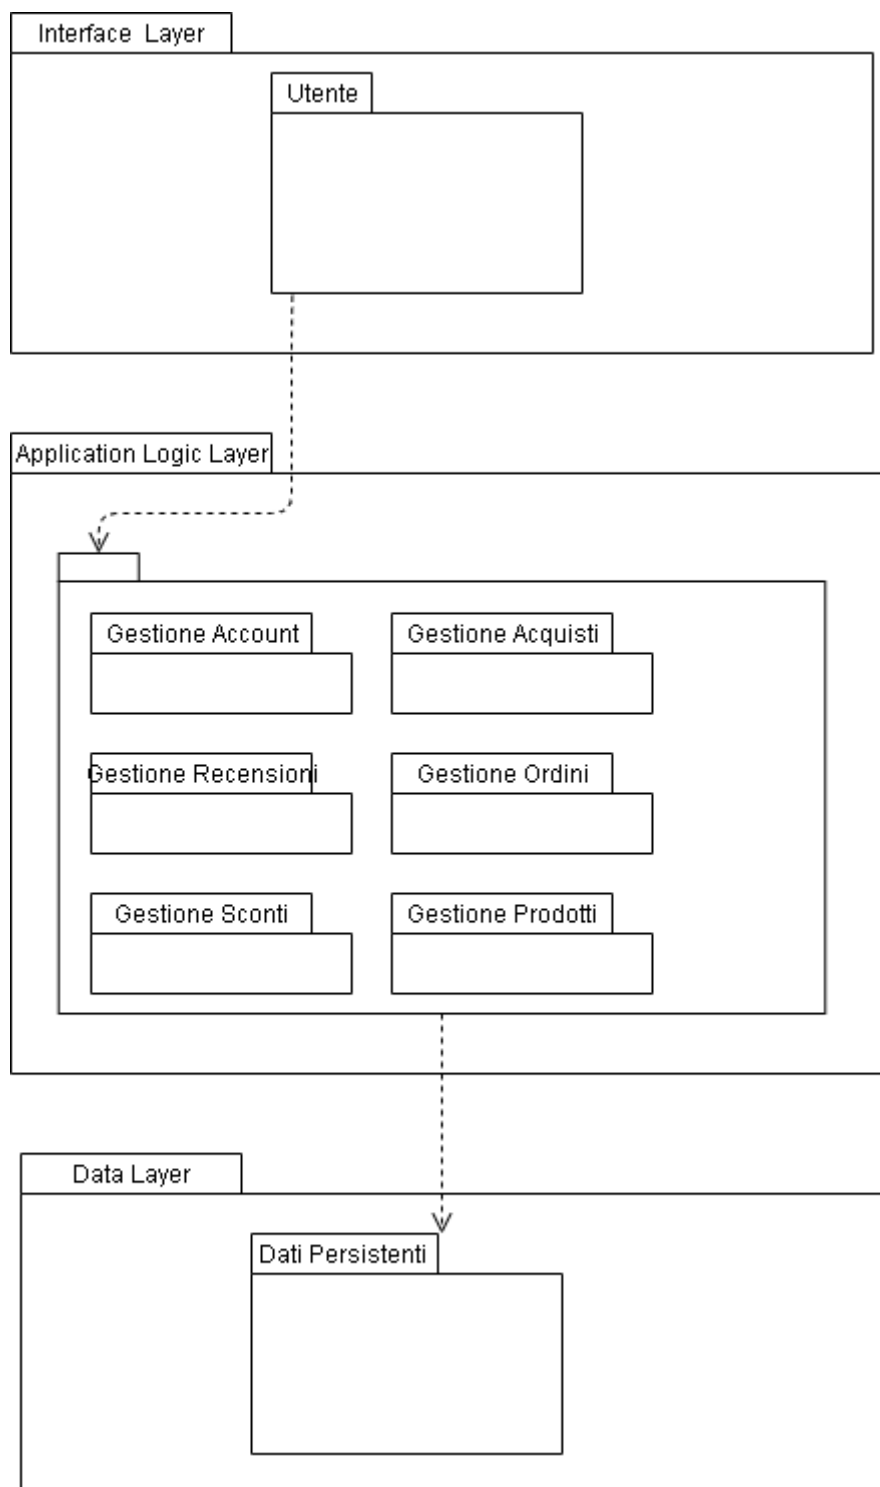 Interface Layer
Utente
Application Logic Layer
Gestione Account
Gestione Acquisti
Gestione Recensioni
Gestione Ordini
Gestione Sconti
Gestione Prodotti
Data Layer
Dati Persistenti